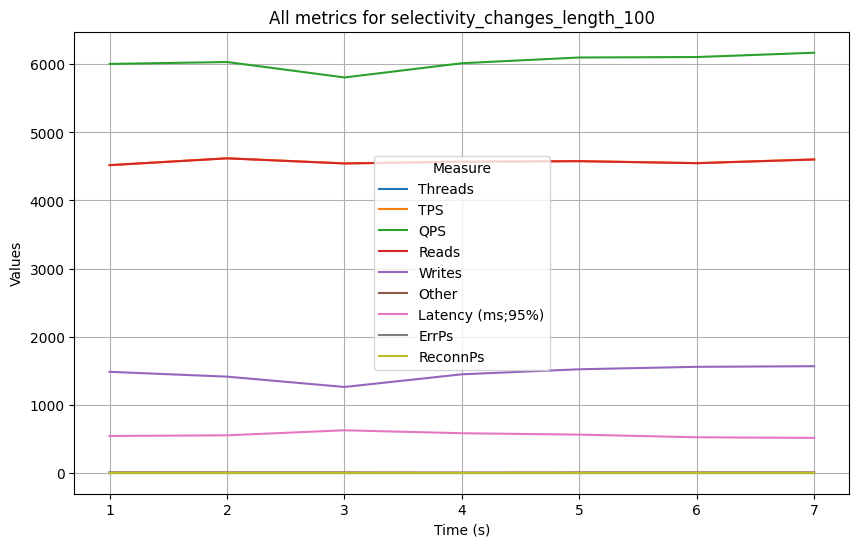 All metrics for selectivity_changes_length_100
Values
6000
5000
4000
3000
2000
1000
0
Measure
Threads
TPS
QPS
Reads
Writes
Other
Latency (ms;95%)
ErrPs
ReconnPs
1 2 3 4 5 6 7
Time (s)